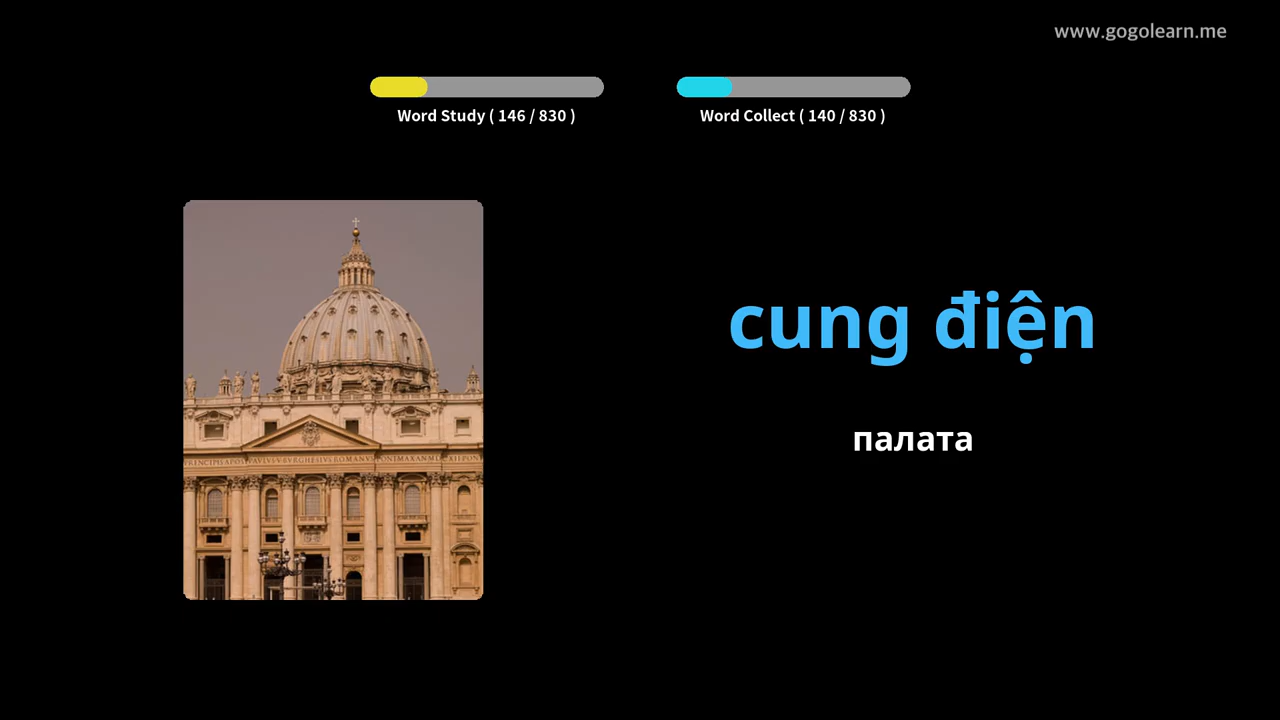 www.gogolearn.me
Word Study ( 146 / 830 )
Word Collect ( 140 / 830 )
cung điện
палата